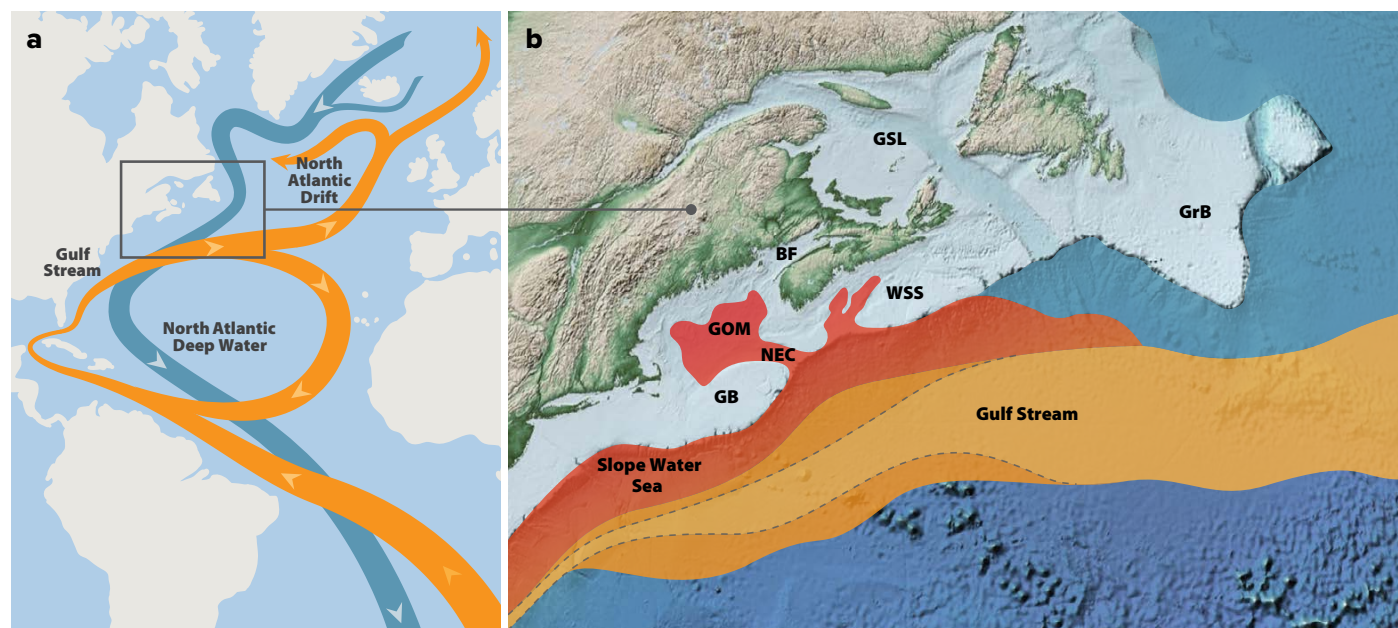 a
North
Atlantic
Drift
Gulf
Stream
North Atlantic
Deep Water
b
GSL
GrB
BF
WSS
GOM
NEC
GB
Gulf Stream
Slope Water
Sea